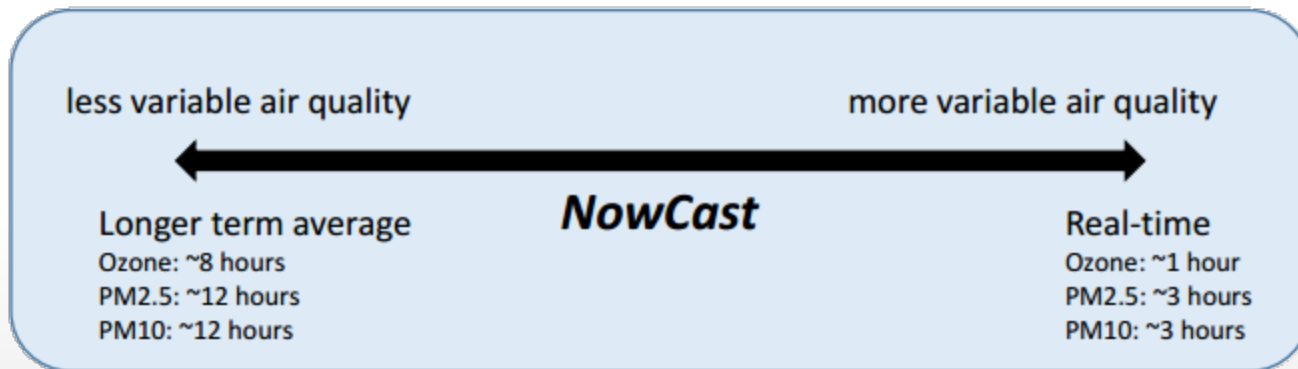 less variable air quality
more variable air quality
NowCast
Longer term average
Ozone: ~8 hours
PM2.5: ~12 hours
PM10: ~12 hours
Real-time
Ozone: ~1 hour
PM2.5: ~3 hours
PM10: ~3 hours